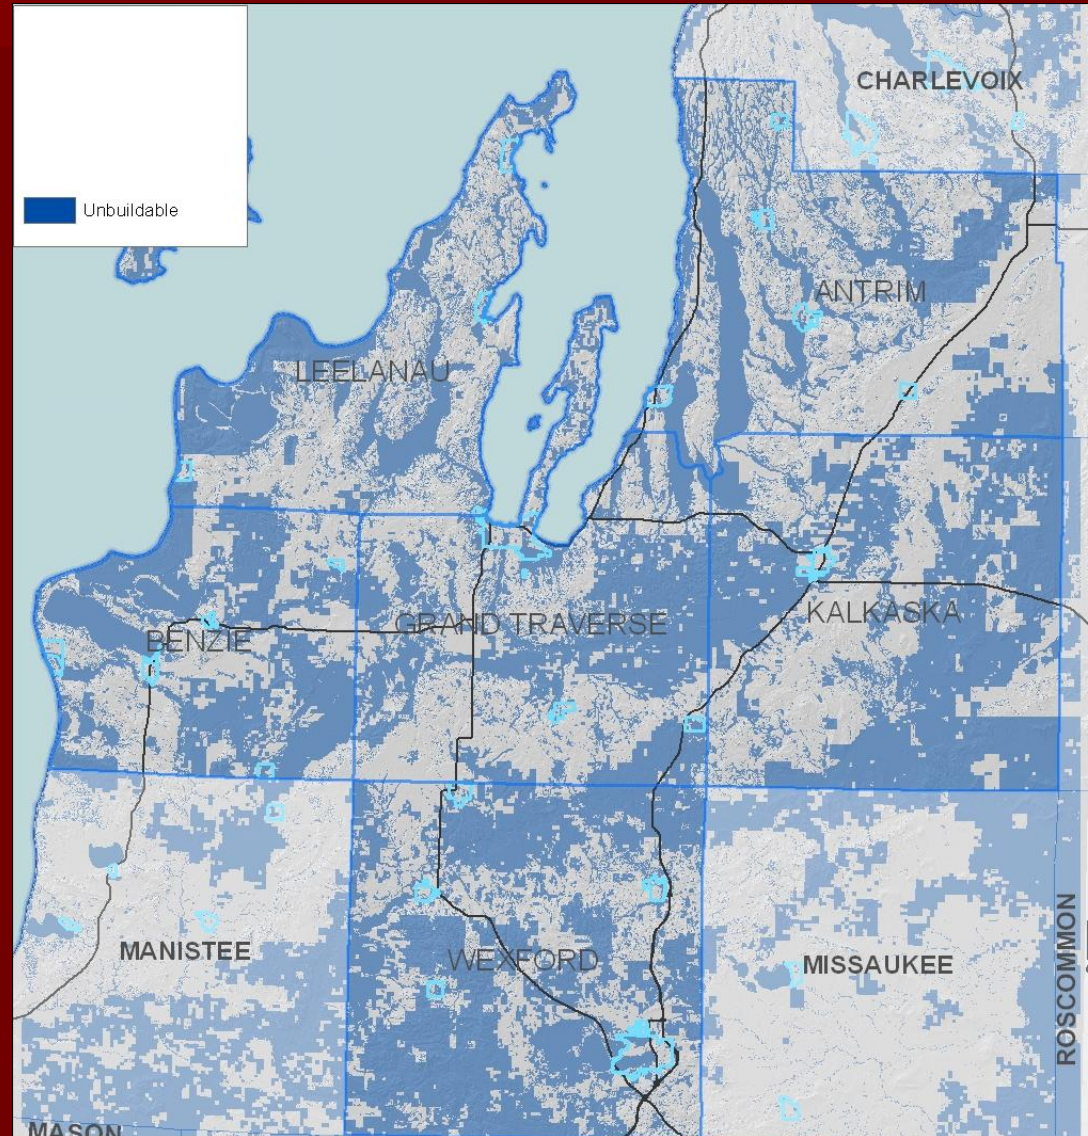 CHARLEVOIX
Unbuildable
ANTRIM
LEELANAU
GRAND TRAVERSE
KALKASKA
BENZIE
MANISTEE
WEXFORD
MISSAUKEE
ROSCOMMON
MASON